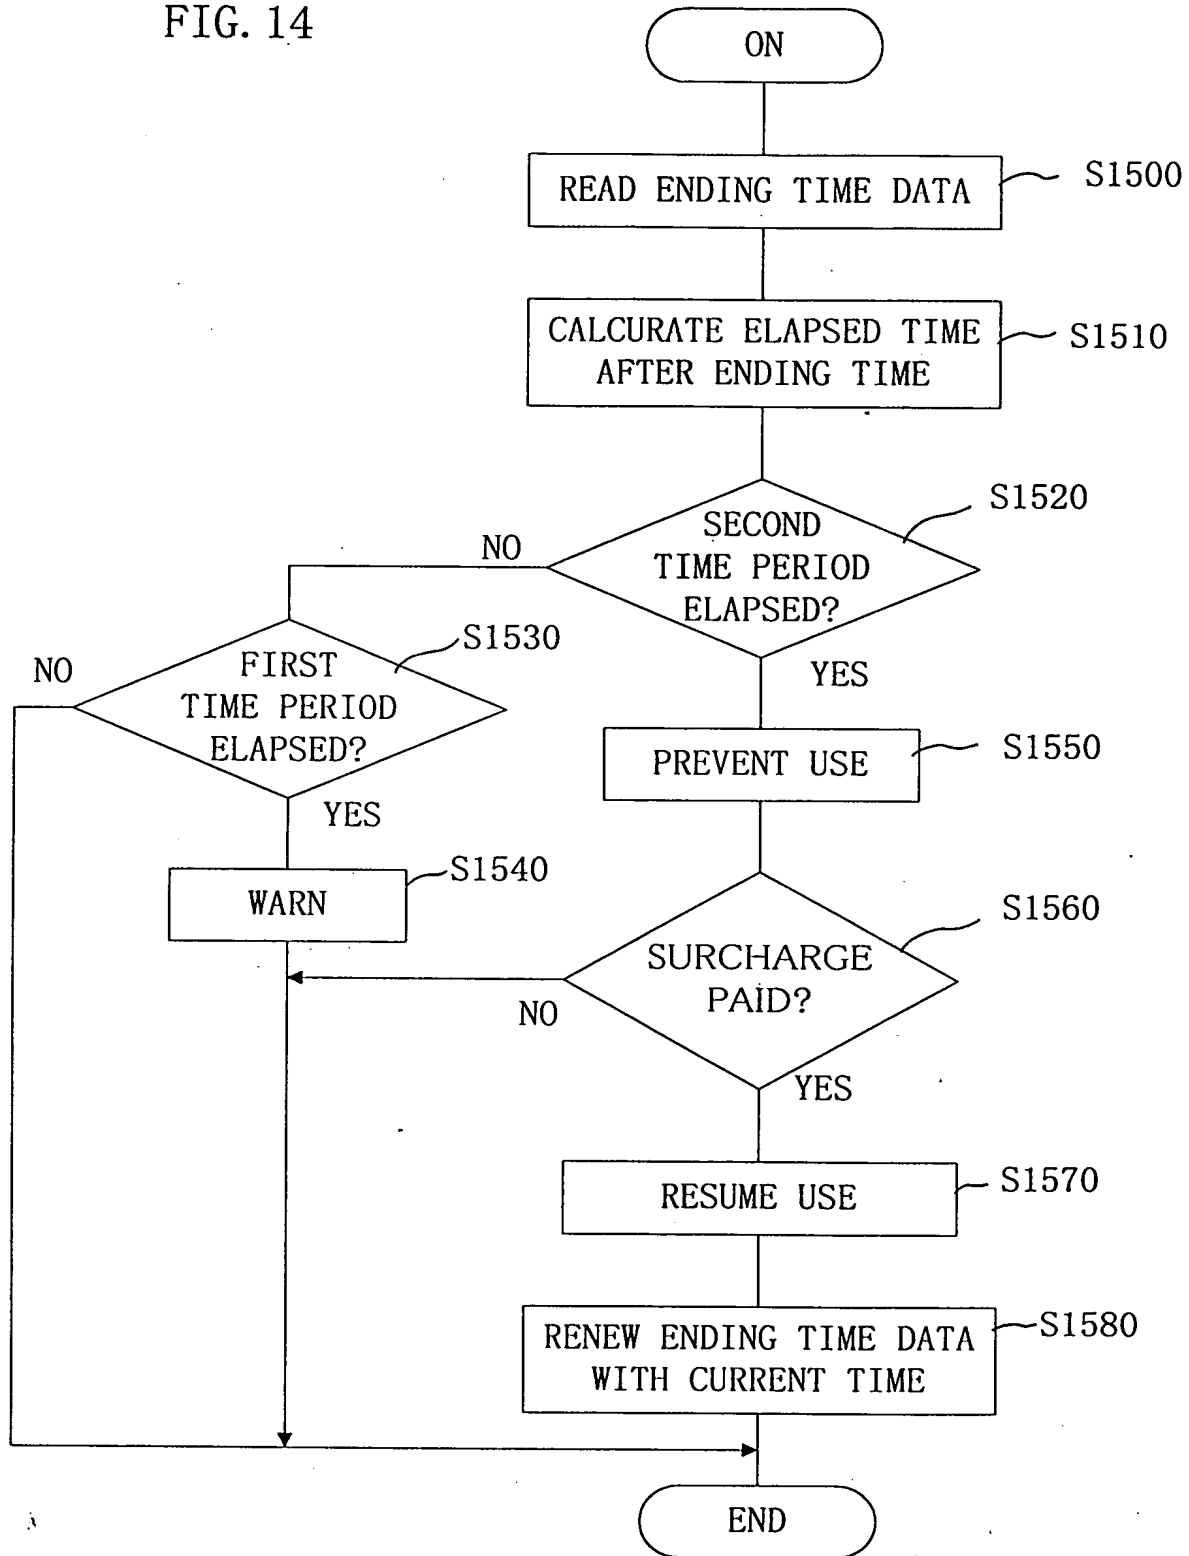 FIG. 14
ON
READ ENDING TIME DATA
S1500
CALCURATE ELAPSED TIME
AFTER ENDING TIME
S1510
SECOND
TIME PERIOD
ELAPSED?
S1520
NO
YES
FIRST
TIME PERIOD
ELAPSED?
S1530
NO
YES
PREVENT USE
S1550
WARN
S1540
SURCHARGE
PAID?
S1560
NO
YES
RESUME USE
S1570
RENEW ENDING TIME DATA
WITH CURRENT TIME
S1580
END